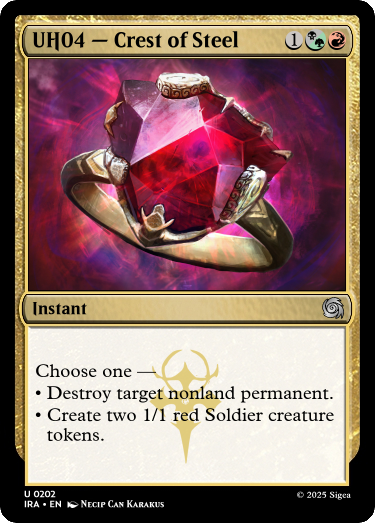 UH04 — Crest of Steel 1
Instant
Choose one —
• Destroy target nonland permanent.
• Create two 1/1 red Soldier creature
tokens.
U 0202
IRA • EN Necip Can Karakus
© 2025 Sigea